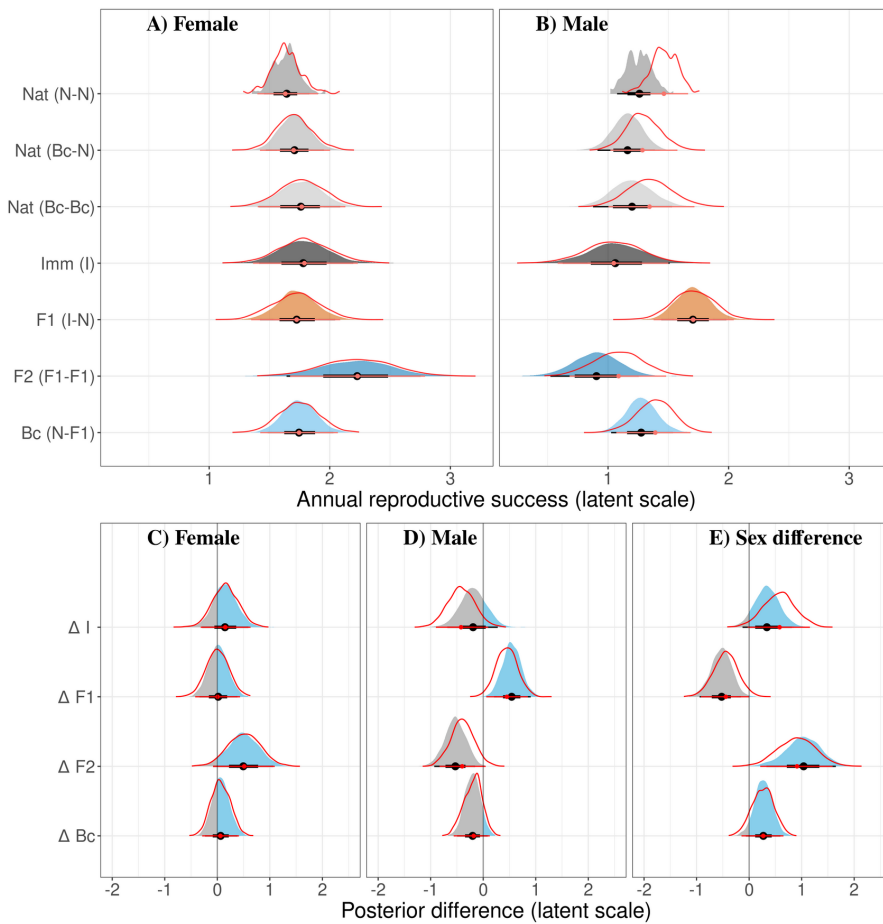 A) Female
B) Male
Nat (N-N)
Nat (Bc-N)
Nat (Bc-Bc)
Imm (I)
F1 (I-N)
F2 (F1-F1)
Bc (N-F1)
1 2 3 1 2 3
Annual reproductive success (latent scale)
C) Female
D) Male
E) Sex difference
Δ I
Δ F1
Δ F2
Δ Bc
-2 -1 0 1 2 -2 -1 0 1 2 -2 -1 0 1 2
Posterior difference (latent scale)